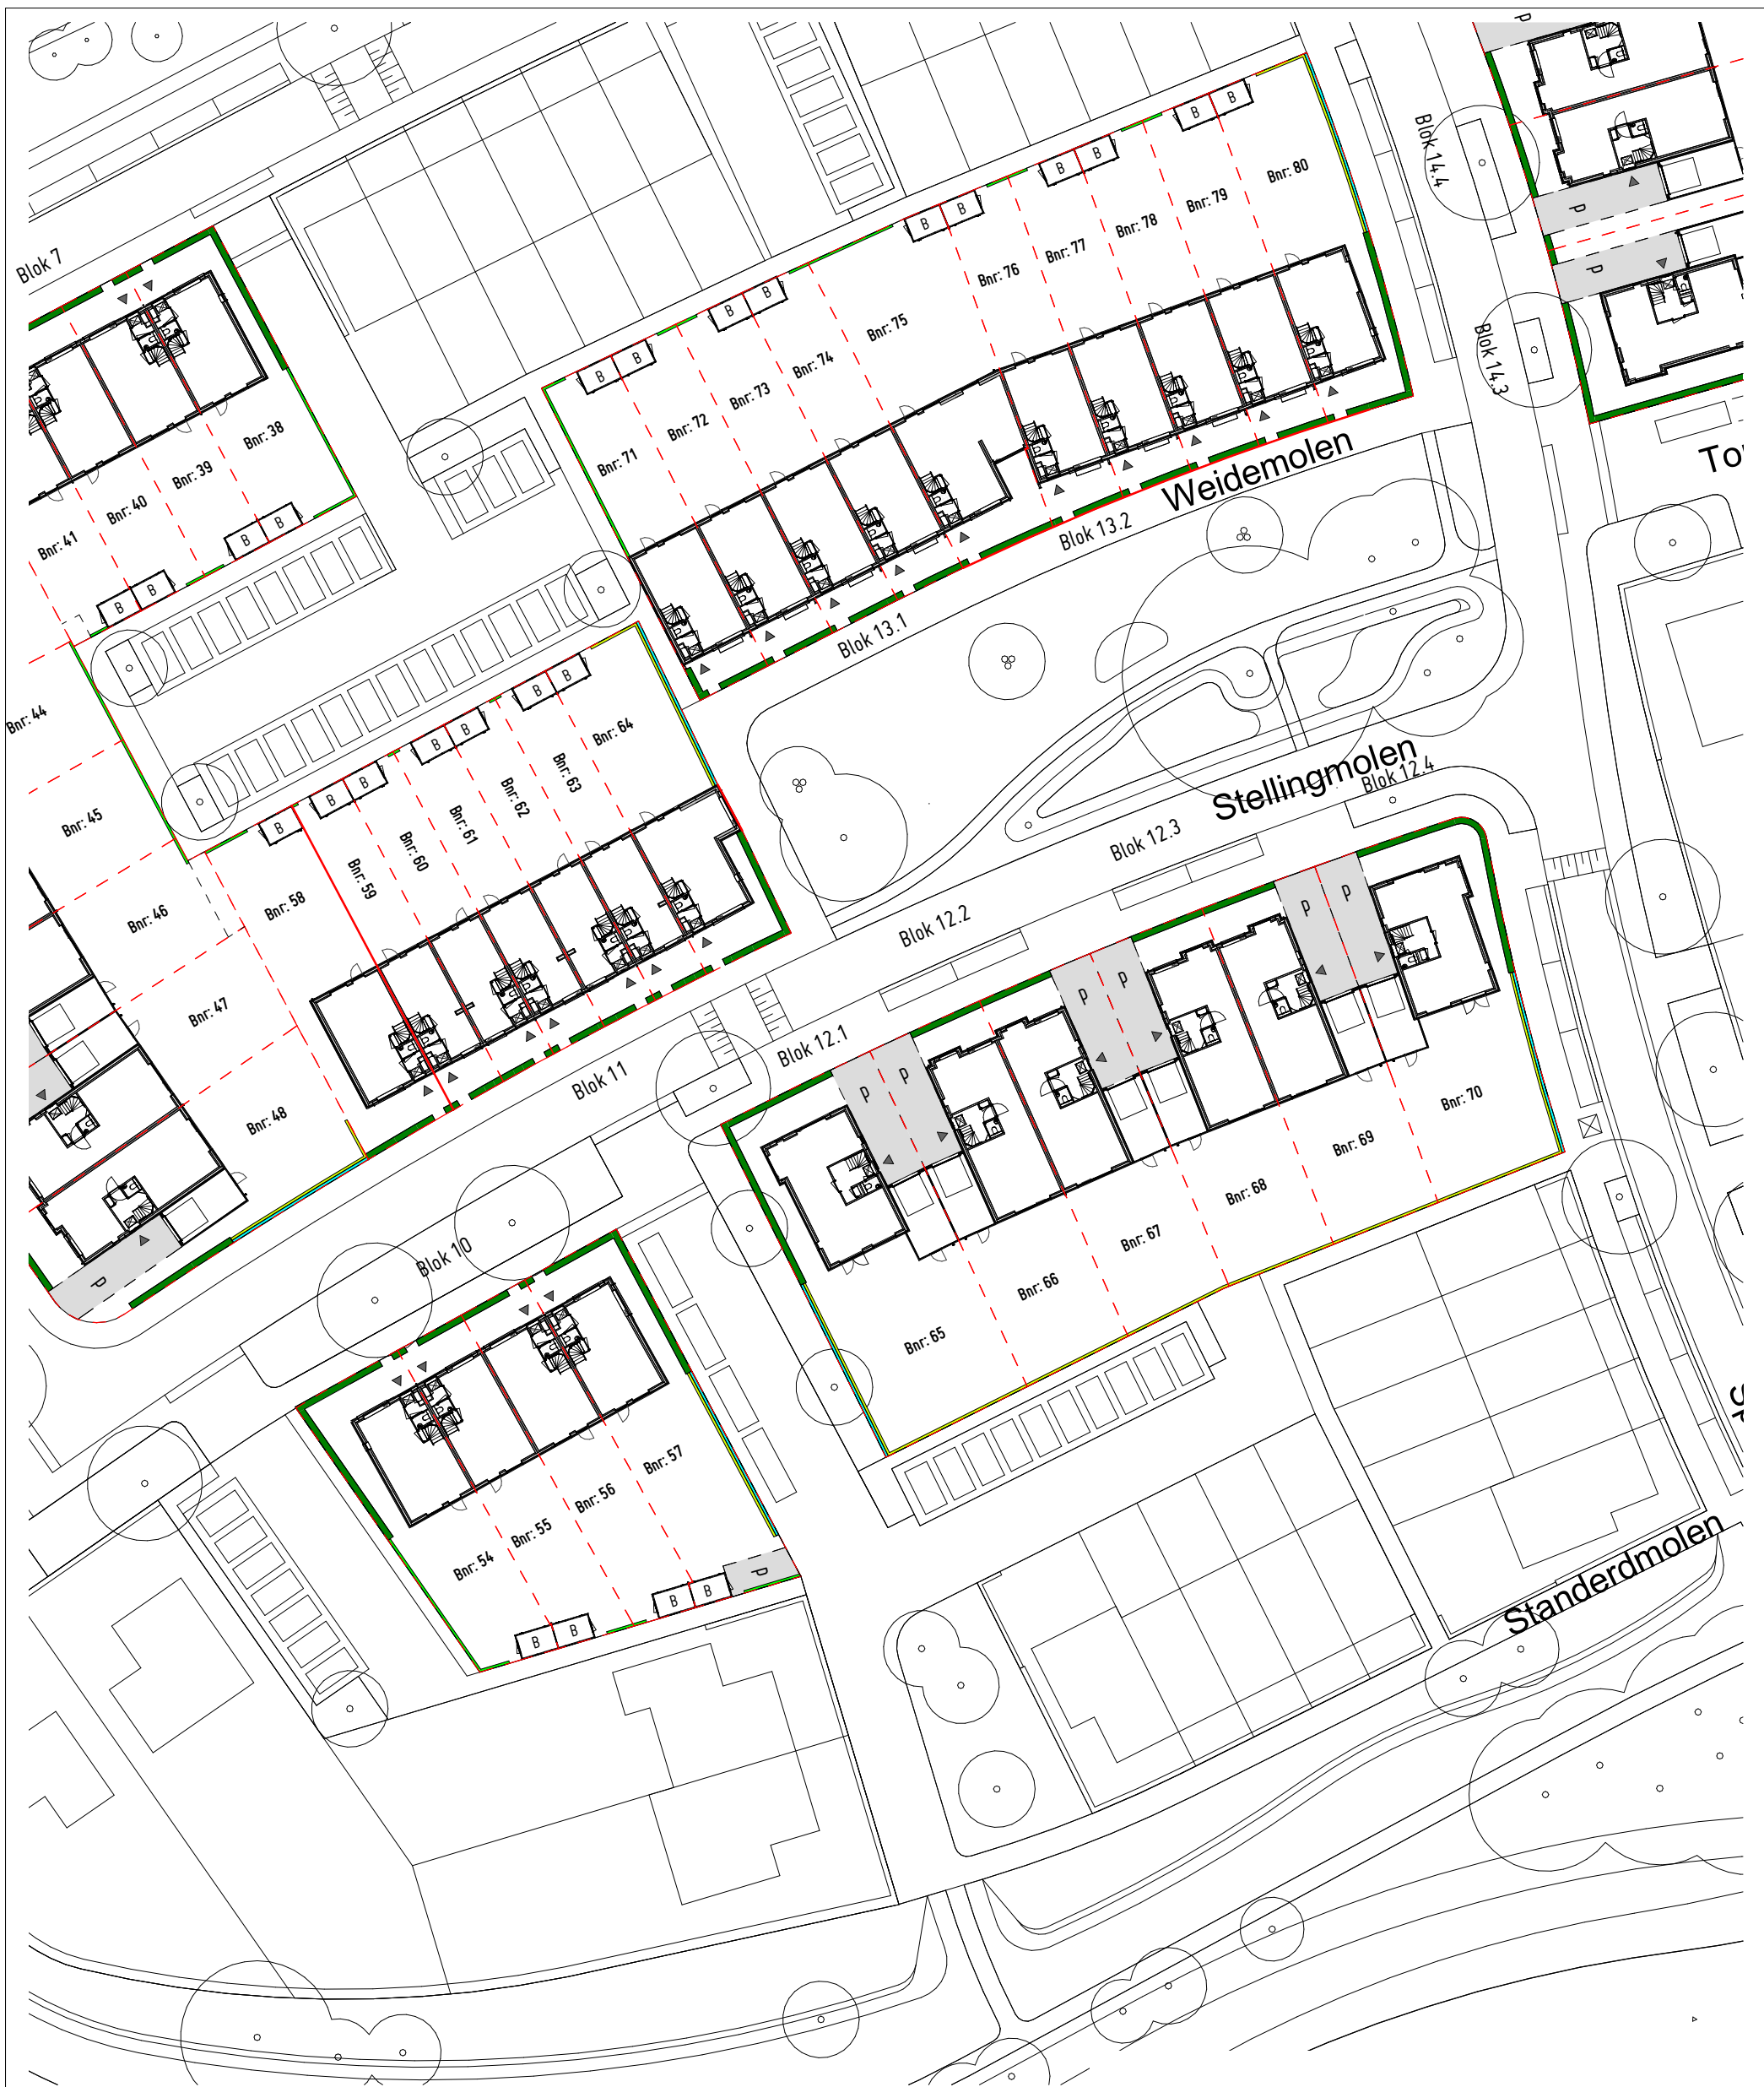 P
Blok 7
Blok 14.4
B B
Bnr: 80
Bnr: 79
Bnr: 78
Bnr: 77
Bnr: 76
B B
B B
P
P
Blok 14.3
B B
B B
Bnr: 75
Bnr: 74
Bnr: 73
Bnr: 72
Bnr: 71
Bnr: 38
Bnr: 39
Bnr: 40
Bnr: 41
B B
B B
Weidemolen
Blok 13.2
Blok 13.1
To
Bnr: 44
Bnr: 45
Bnr: 46
Bnr: 47
Bnr: 48
B B
B B
B B
B
Bnr: 64
Bnr: 63
Bnr: 62
Bnr: 61
Bnr: 60
Bnr: 59
Bnr: 58
Stellingmolen
Blok 12.4
Blok 12.3
Blok 12.2
Blok 12.1
Blok 11
Blok 10
P P
P P
P P
P
Bnr: 70
Bnr: 69
Bnr: 68
Bnr: 67
Bnr: 66
Bnr: 65
Bnr: 57
Bnr: 56
Bnr: 55
Bnr: 54
P
B B
B B
Standerdmolen